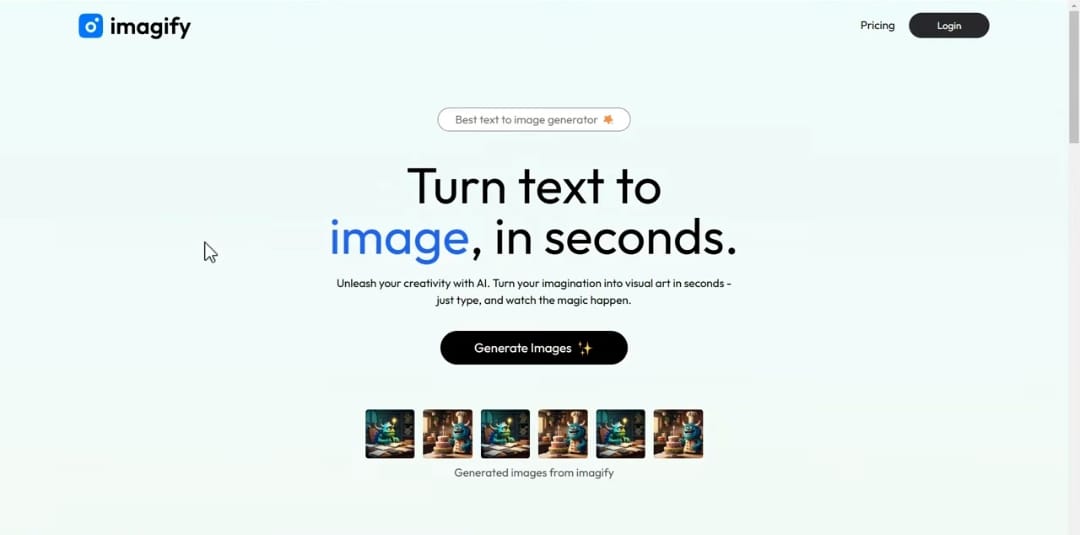 imagify
Pricing
Login
Best text to image generator
Turn text to
image, in seconds.
Unleash your creativity with AI. Turn your imagination into visual art in seconds -
just type, and watch the magic happen.
Generate Images ✨
Generated images from imagify